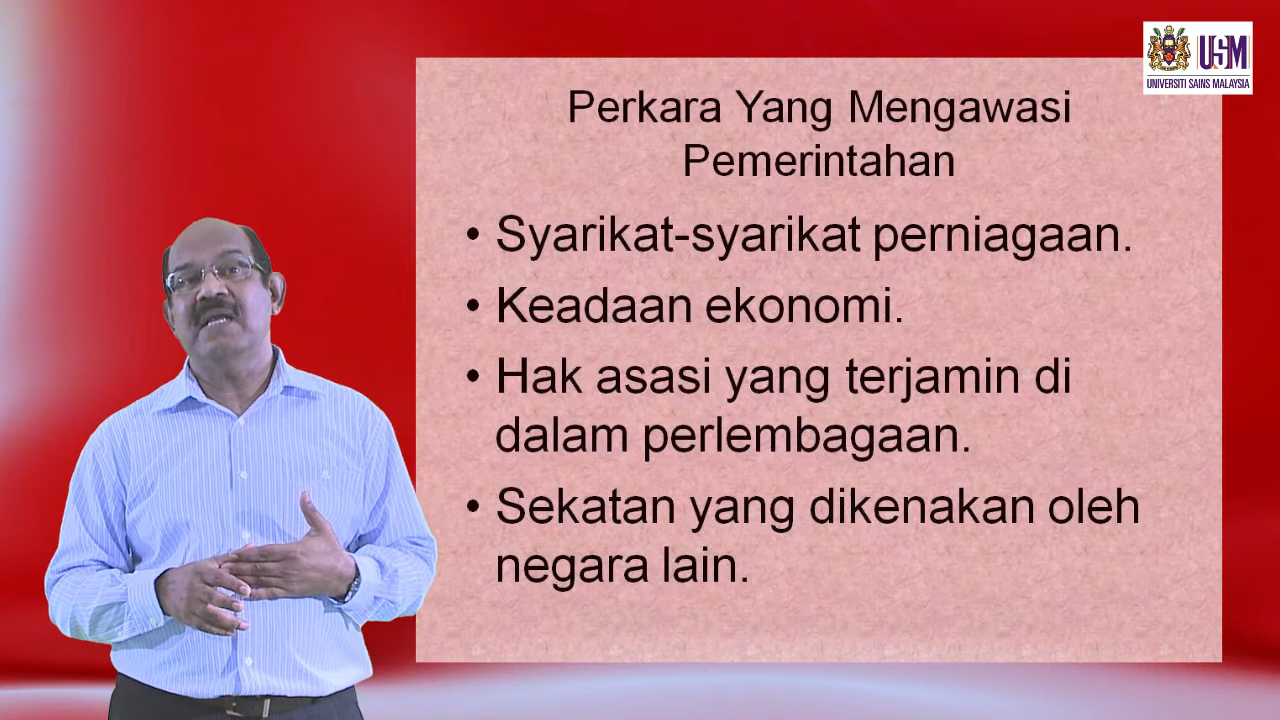 USM
UNIVERSITI SAINS MALAYSIA
Perkara Yang Mengawasi
Pemerintahan
• Syarikat-syarikat perniagaan.
• Keadaan ekonomi.
• Hak asasi yang terjamin di
dalam perlembagaan.
• Sekatan yang dikenakan oleh
negara lain.